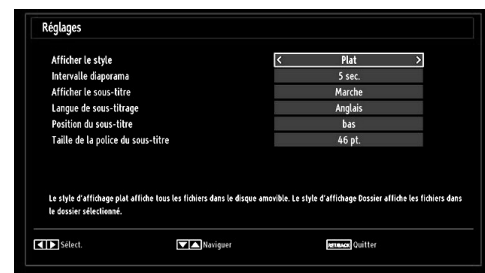 Réglages
Afficher le style < Plat >
Intervalle diaporama 5 sec.
Afficher le sous-titre Marche
Langue de sous-titrage Anglais
Position du sous-titre bas
Taille de la police du sous-titre 46 pt.
Le style d'affichage plat affiche tous les fichiers dans le disque amovible. Le style d'affichage Dossier affiche les fichiers dans
le dossier sélectionné.
Sélect. Naviguer RET/BACK Quitter